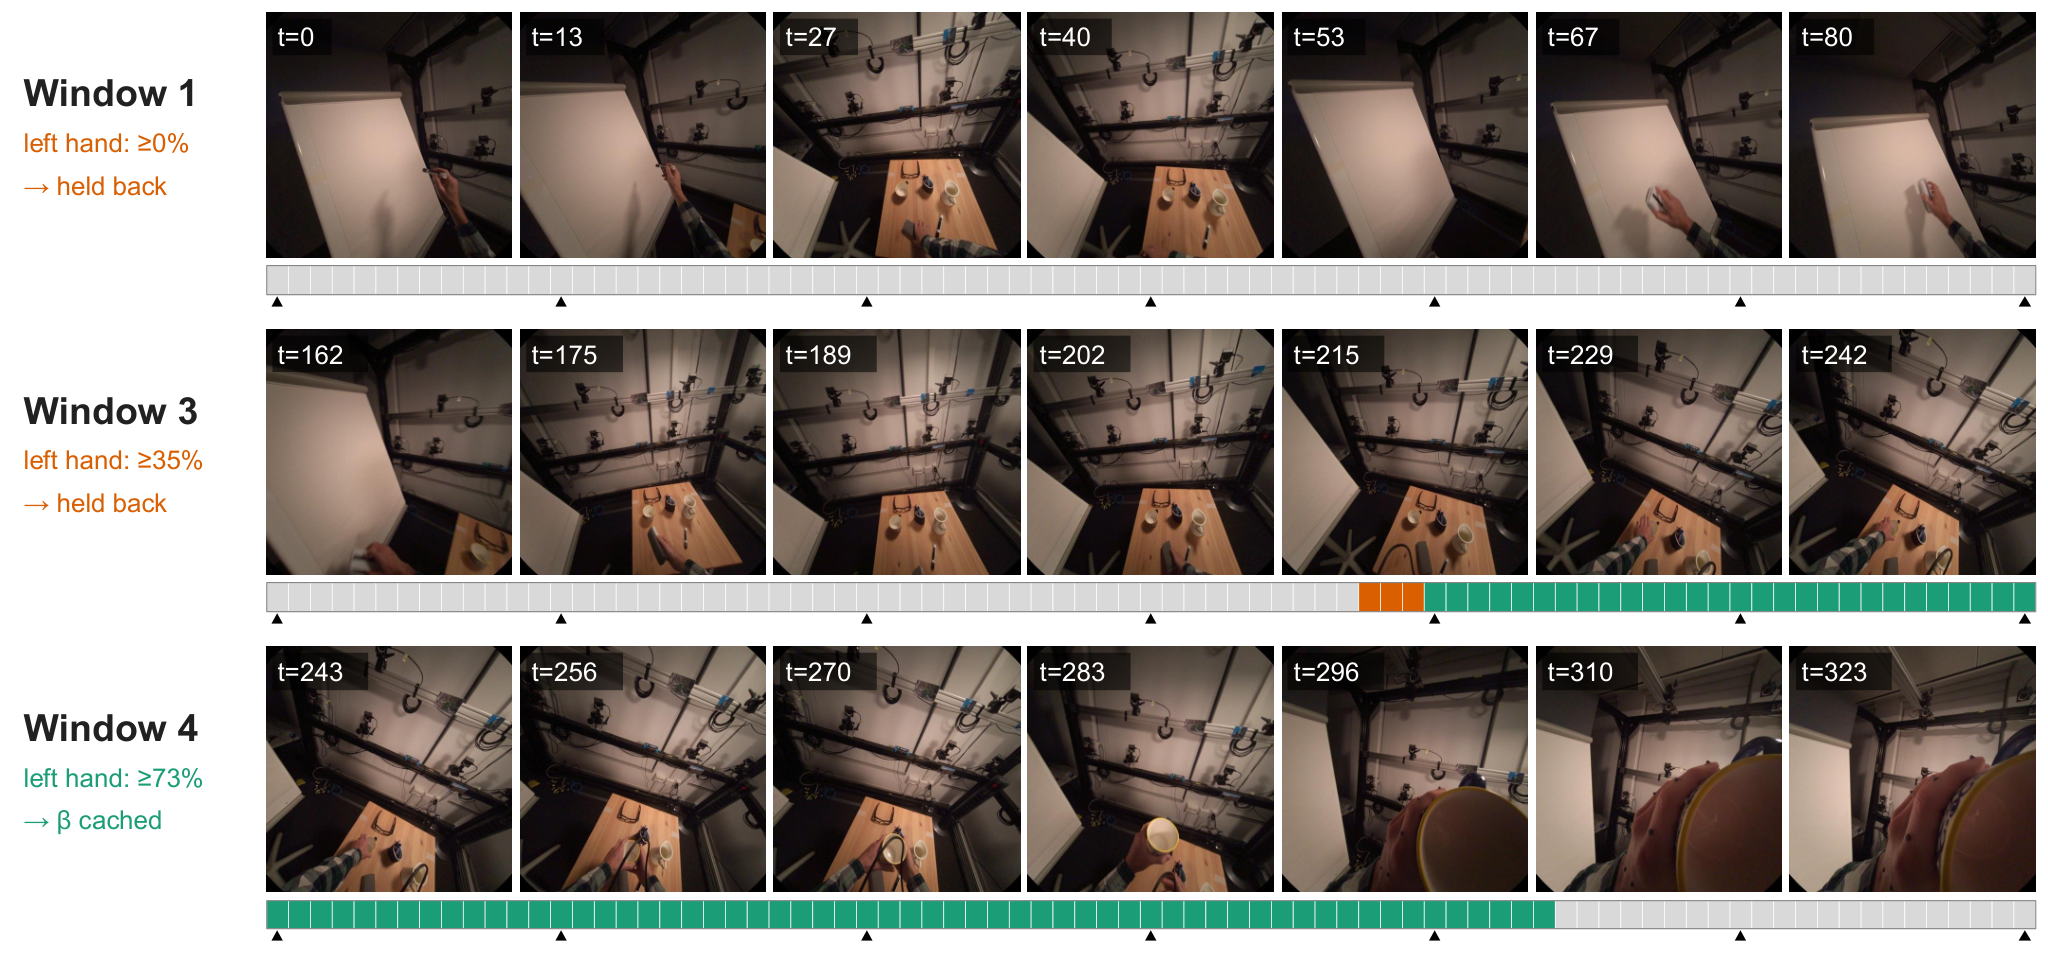 t=0
t=13
t=27
t=40
t=53
t=67
t=80
Window 1
left hand: ≥0%
→ held back
t=162
t=175
t=189
t=202
t=215
t=229
t=242
Window 3
left hand: ≥35%
→ held back
t=243
t=256
t=270
t=283
t=296
t=310
t=323
Window 4
left hand: ≥73%
→ β cached